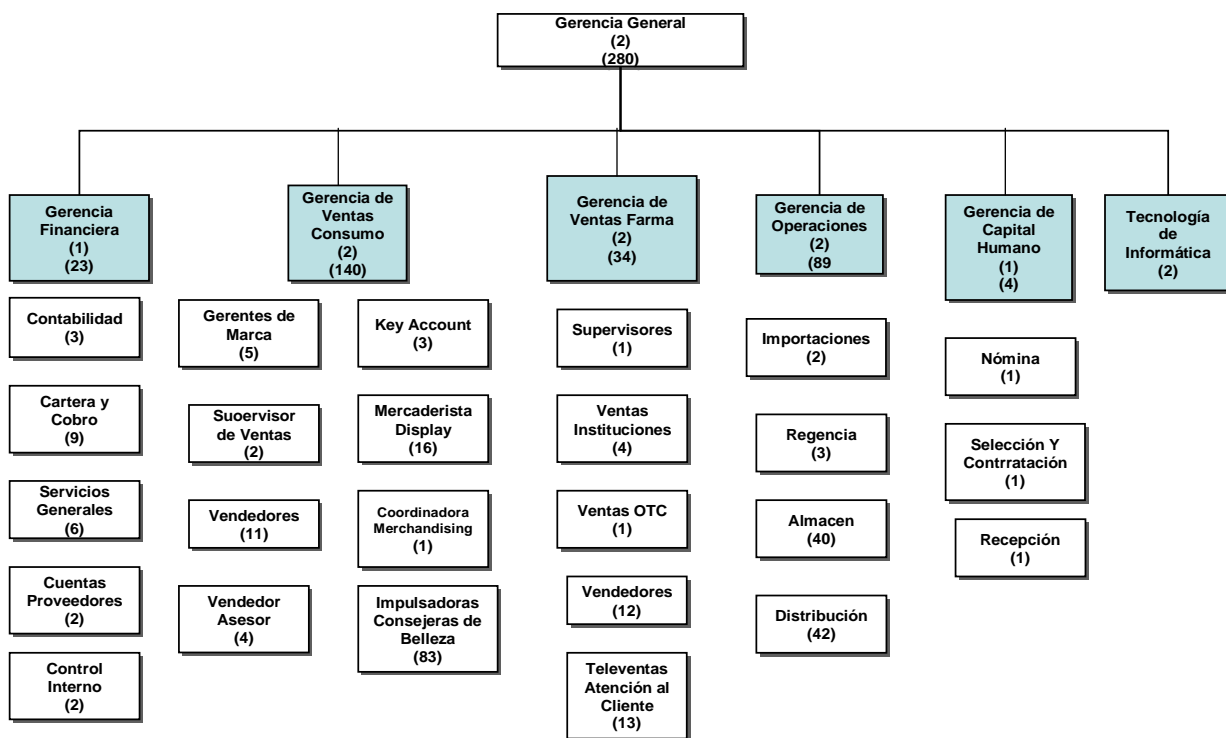 Gerencia General
(2)
(280)
Gerencia
Financiera
(1)
(23)
Gerencia de
Ventas
Consumo
(2)
(140)
Gerencia de
Ventas Farma
(2)
(34)
Gerencia de
Operaciones
(2)
(89
Gerencia de
Capital
Humano
(1)
(4)
Tecnología
de
Informática
(2)
Contabilidad
(3)
Cartera y
Cobro
(9)
Servicios
Generales
(6)
Cuentas
Proveedores
(2)
Control
Interno
(2)
Gerentes de
Marca
(5)
Suoervisor
de Ventas
(2)
Vendedores
(11)
Vendedor
Asesor
(4)
Key Account
(3)
Mercaderista
Display
(16)
Coordinadora
Merchandising
(1)
Impulsadoras
Consejeras de
Belleza
(83)
Supervisores
(1)
Ventas
Instituciones
(4)
Ventas OTC
(1)
Vendedores
(12)
Televentas
Atención al
Cliente
(13)
Importaciones
(2)
Regencia
(3)
Almacen
(40)
Distribución
(42)
Nómina
(1)
Selección Y
Contrratación
(1)
Recepción
(1)